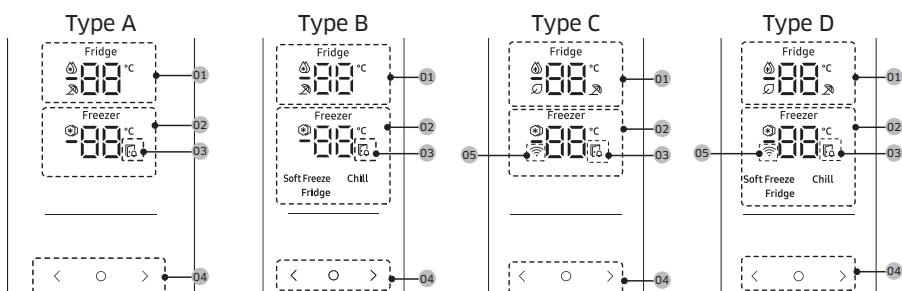 Type A
Type B
Type C
Type D
Fridge
88 °C
01
Freezer
88 °C
02
03
< ○ >
04
Fridge
88 °C
01
Freezer
88 °C
02
03
Soft Freeze Chill
Fridge
< ○ >
04
Fridge
88 °C
01
Freezer
88 °C
02
05
03
< ○ >
04
Fridge
88 °C
01
Freezer
88 °C
02
05
03
Soft Freeze Chill
Fridge
< ○ >
04